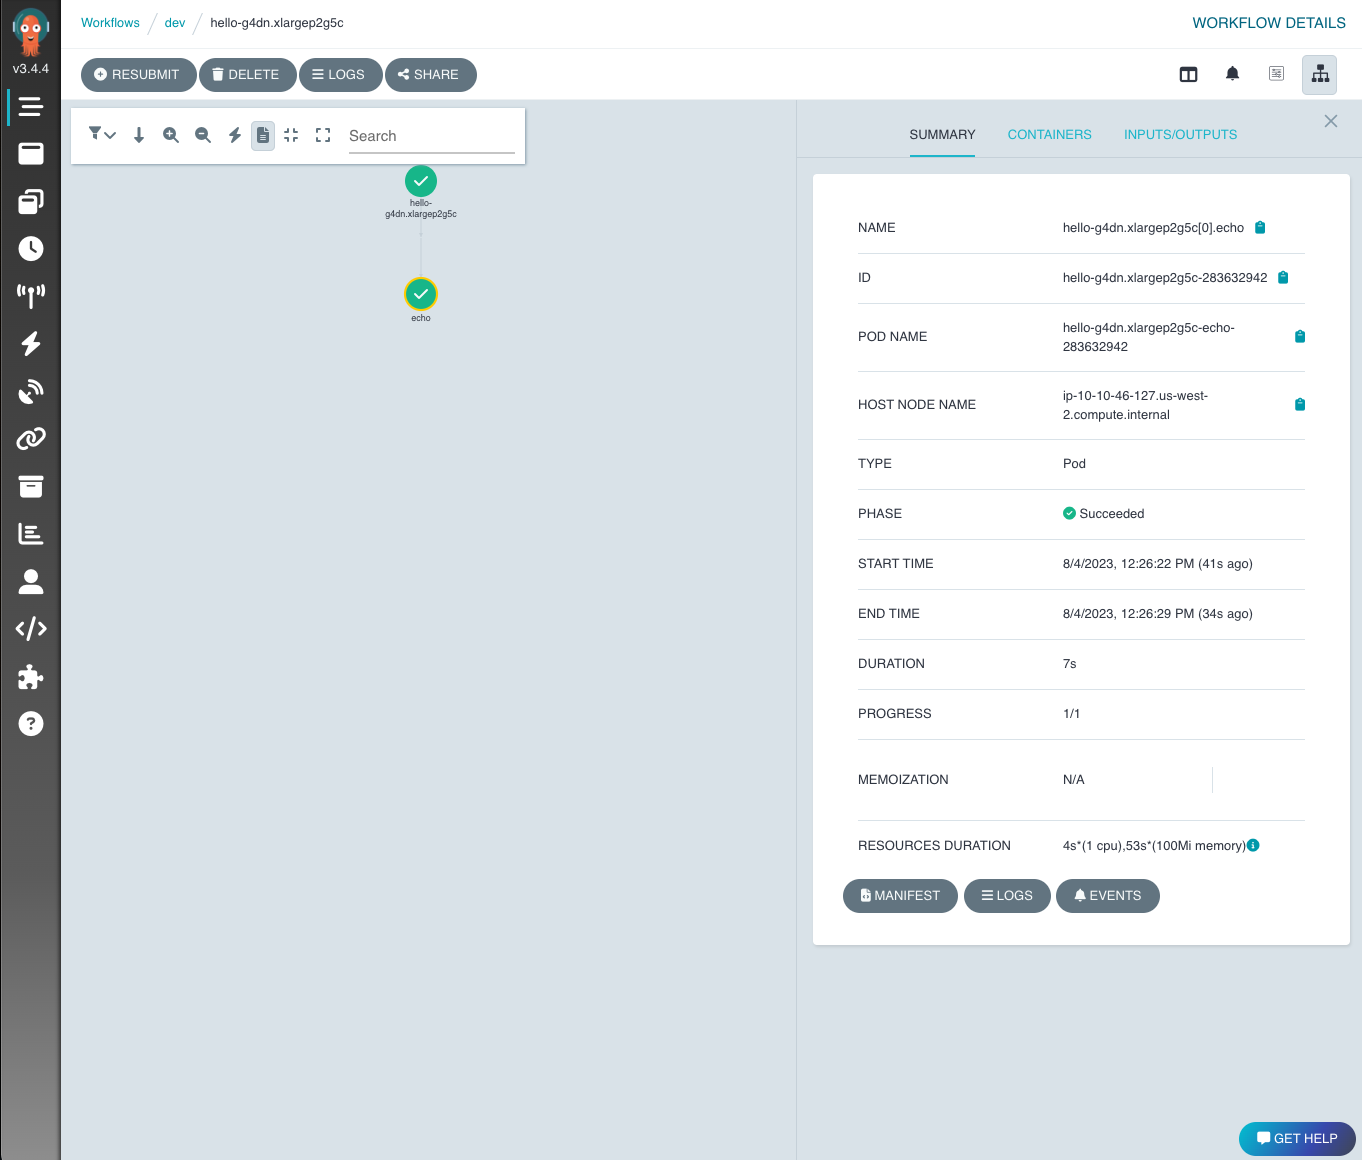 Workflows
dev
hello-g4dn.xlargep2g5c
WORKFLOW DETAILS
v3.4.4
RESUBMIT
DELETE
LOGS
SHARE
Search
hello-
g4dn.xlargep2g5c
echo
SUMMARY
CONTAINERS
INPUTS/OUTPUTS
NAME
hello-g4dn.xlargep2g5c[0].echo
ID
hello-g4dn.xlargep2g5c-283632942
POD NAME
hello-g4dn.xlargep2g5c-echo-
283632942
HOST NODE NAME
ip-10-10-46-127.us-west-
2.compute.internal
TYPE
Pod
PHASE
Succeeded
START TIME
8/4/2023, 12:26:22 PM (41s ago)
END TIME
8/4/2023, 12:26:29 PM (34s ago)
DURATION
7s
PROGRESS
1/1
MEMOIZATION
N/A
RESOURCES DURATION
4s*(1 cpu),53s*(100Mi memory)
MANIFEST
LOGS
EVENTS
GET HELP